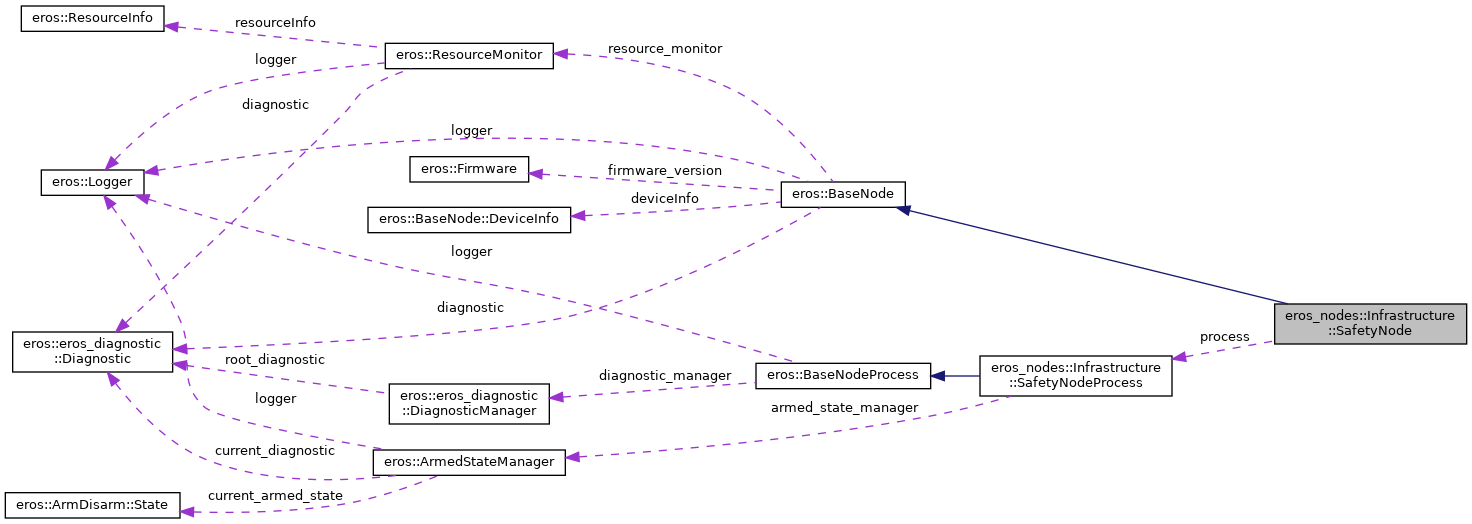 eros::ResourceInfo
resourceInfo
eros::ResourceMonitor
resource_monitor
logger
diagnostic
logger
eros::Firmware
firmware_version
eros::Logger
eros::BaseNode
deviceInfo
eros::BaseNode::DeviceInfo
logger
diagnostic
eros_nodes::Infrastructure
::SafetyNode
process
eros::eros_diagnostic
::Diagnostic
root_diagnostic
diagnostic_manager
eros::BaseNodeProcess
eros_nodes::Infrastructure
::SafetyNodeProcess
eros::eros_diagnostic
::DiagnosticManager
logger
armed_state_manager
current_diagnostic
eros::ArmedStateManager
current_armed_state
eros::ArmDisarm::State